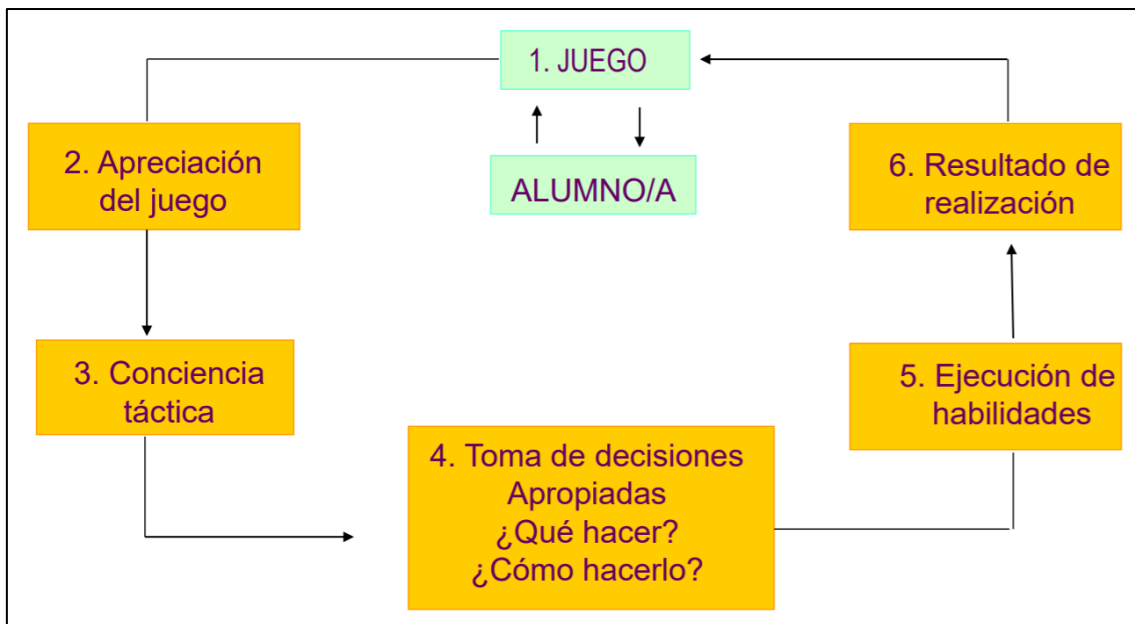 1. JUEGO
ALUMNO/A
2. Apreciación
del juego
3. Conciencia
táctica
4. Toma de decisiones
Apropiadas
¿Qué hacer?
¿Cómo hacerlo?
5. Ejecución de
habilidades
6. Resultado de
realización